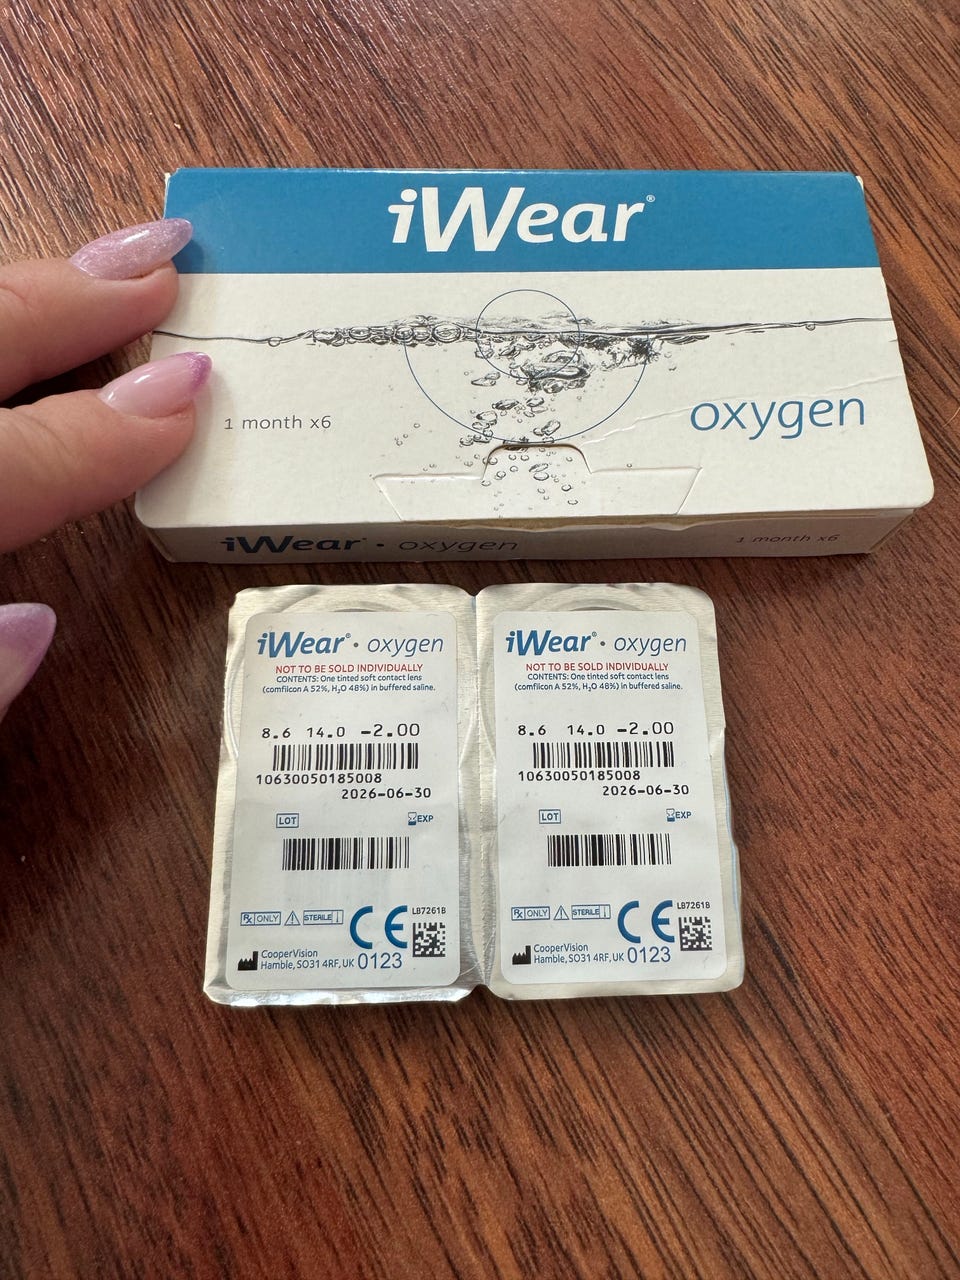 iWear®
1 month x6
oxygen
iWear® • oxygen
1 month x6
iWear® • oxygen
NOT TO BE SOLD INDIVIDUALLY
CONTENTS: One tinted soft contact lens
(comfilcon A 52%, H₂O 48%) in buffered saline.
8.6 14.0 -2.00
10630050185008
2026-06-30
LOT
EXP
Rx ONLY
STERILE
LB7261B
CE
0123
CooperVision
Hamble, SO31 4RF, UK
iWear® • oxygen
NOT TO BE SOLD INDIVIDUALLY
CONTENTS: One tinted soft contact lens
(comfilcon A 52%, H₂O 48%) in buffered saline.
8.6 14.0 -2.00
10630050185008
2026-06-30
LOT
EXP
Rx ONLY
STERILE
LB7261B
CE
0123
CooperVision
Hamble, SO31 4RF, UK